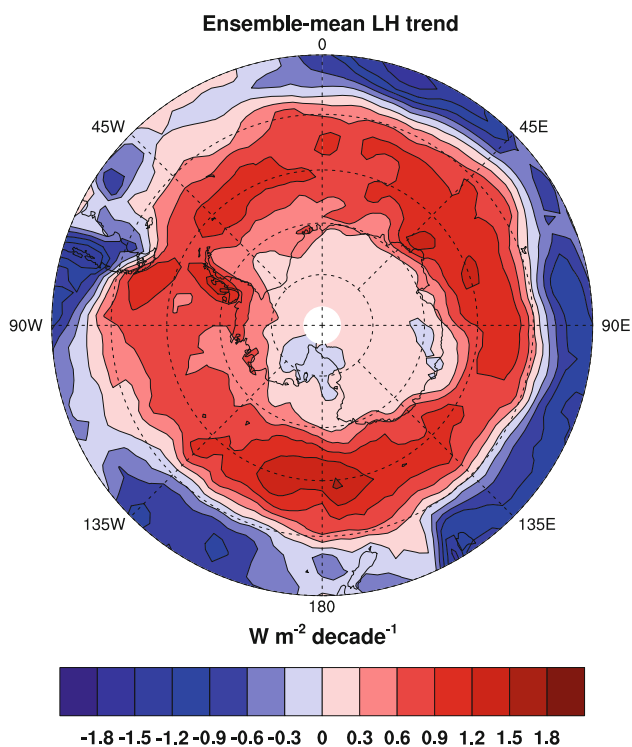 Ensemble-mean LH trend
0
45W
45E
90W
90E
135W
135E
180
W m⁻² decade⁻¹
-1.8 -1.5 -1.2 -0.9 -0.6 -0.3 0 0.3 0.6 0.9 1.2 1.5 1.8